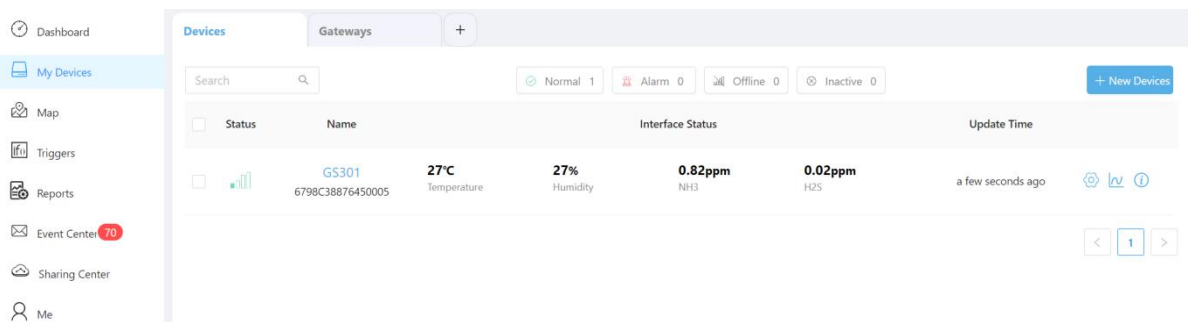 Dashboard
My Devices
Map
Triggers
Reports
Event Center 70
Sharing Center
Me
Devices Gateways +
Search Normal 1 Alarm 0 Offline 0 Inactive 0 + New Devices
Status Name Interface Status Update Time
GS301 27℃ 27% 0.82ppm 0.02ppm
6798C38876450005 Temperature Humidity NH3 H2S a few seconds ago
< 1 >